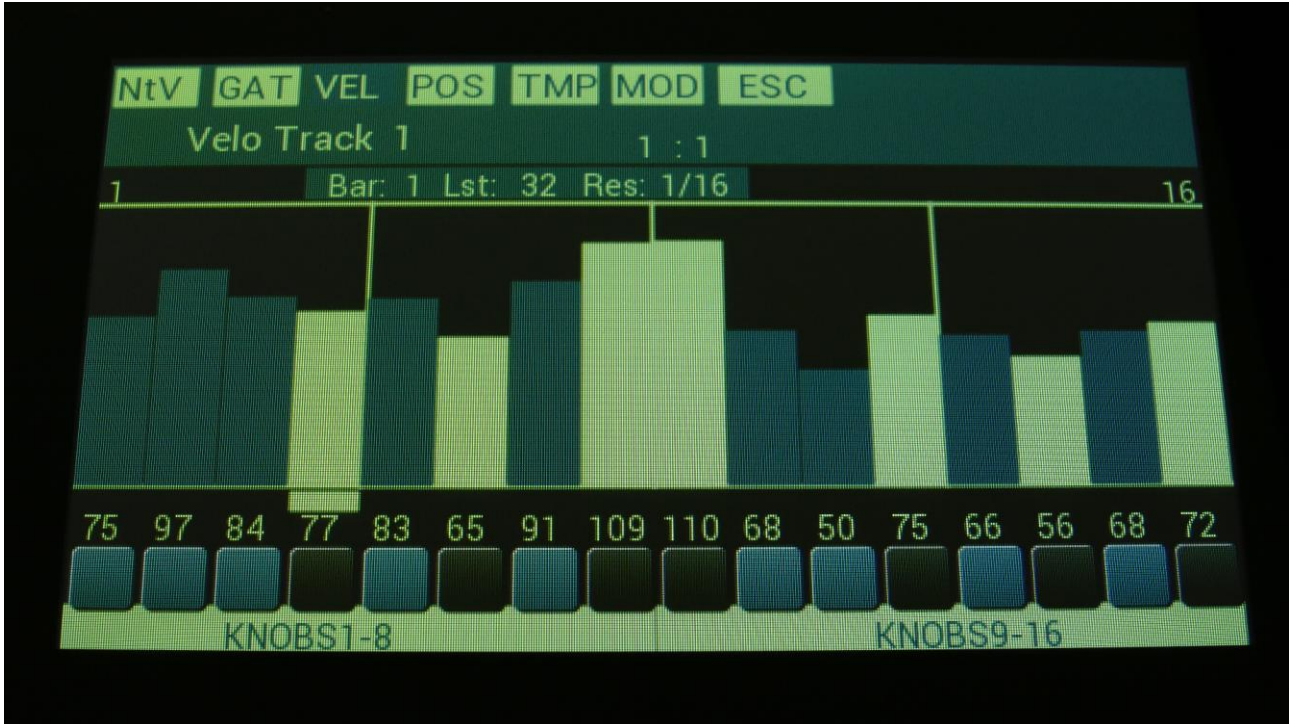 NtV GAT VEL POS TMP MOD ESC
Velo Track 1 1 : 1
1 Bar: 1 Lst: 32 Res: 1/16 16
75 97 84 77 83 65 91 109 110 68 50 75 66 56 68 72
KNOBS1-8 KNOBS9-16